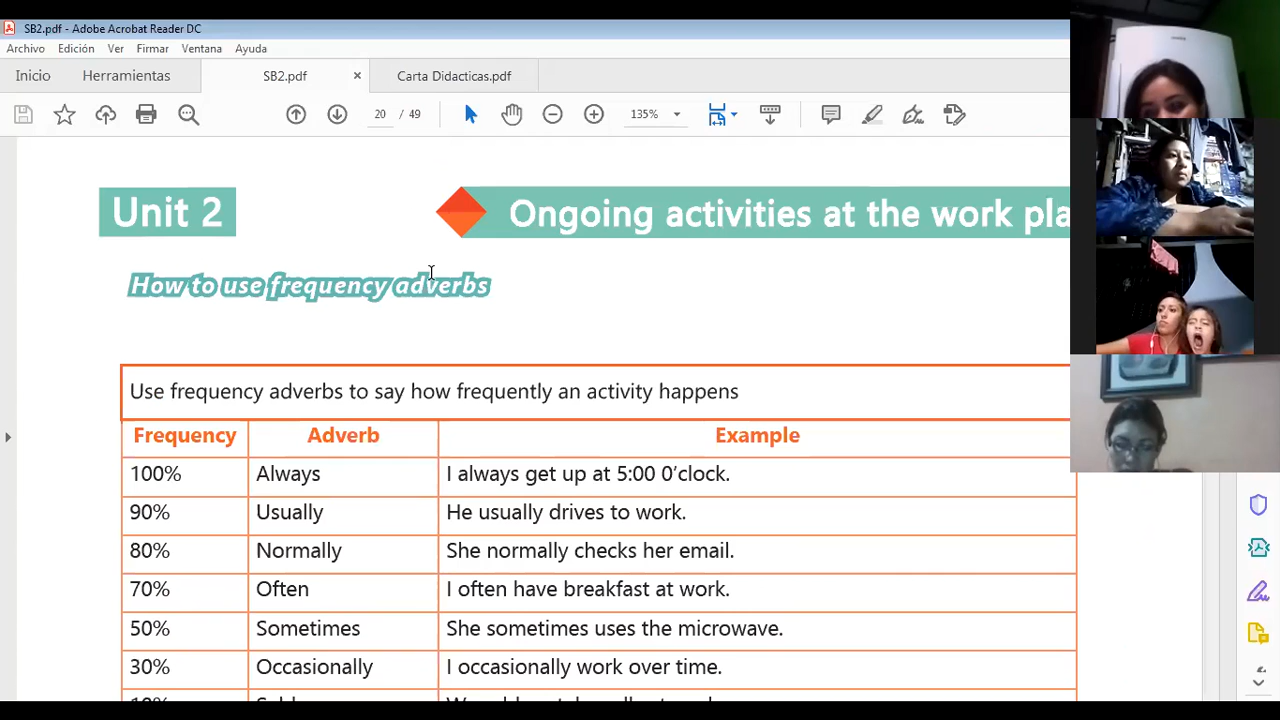 SB2.pdf - Adobe Acrobat Reader DC
Archivo Edición Ver Firmar Ventana Ayuda
Inicio Herramientas SB2.pdf × Carta Didacticas.pdf
20 / 49 135%
Unit 2 Ongoing activities at the work pla
How to use frequency adverbs
Use frequency adverbs to say how frequently an activity happens
Frequency Adverb Example
100% Always I always get up at 5:00 0’clock.
90% Usually He usually drives to work.
80% Normally She normally checks her email.
70% Often I often have breakfast at work.
50% Sometimes She sometimes uses the microwave.
30% Occasionally I occasionally work over time.